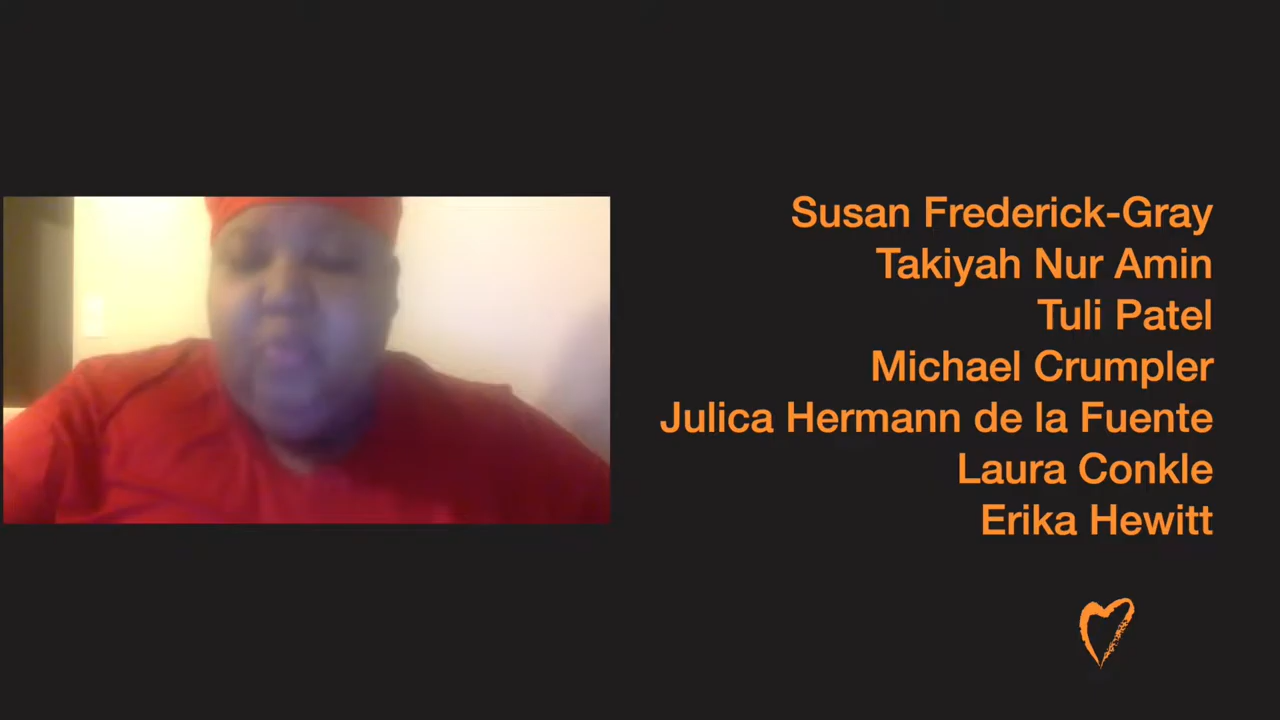 Susan Frederick-Gray
Takiyah Nur Amin
Tuli Patel
Michael Crumpler
Julica Hermann de la Fuente
Laura Conkle
Erika Hewitt